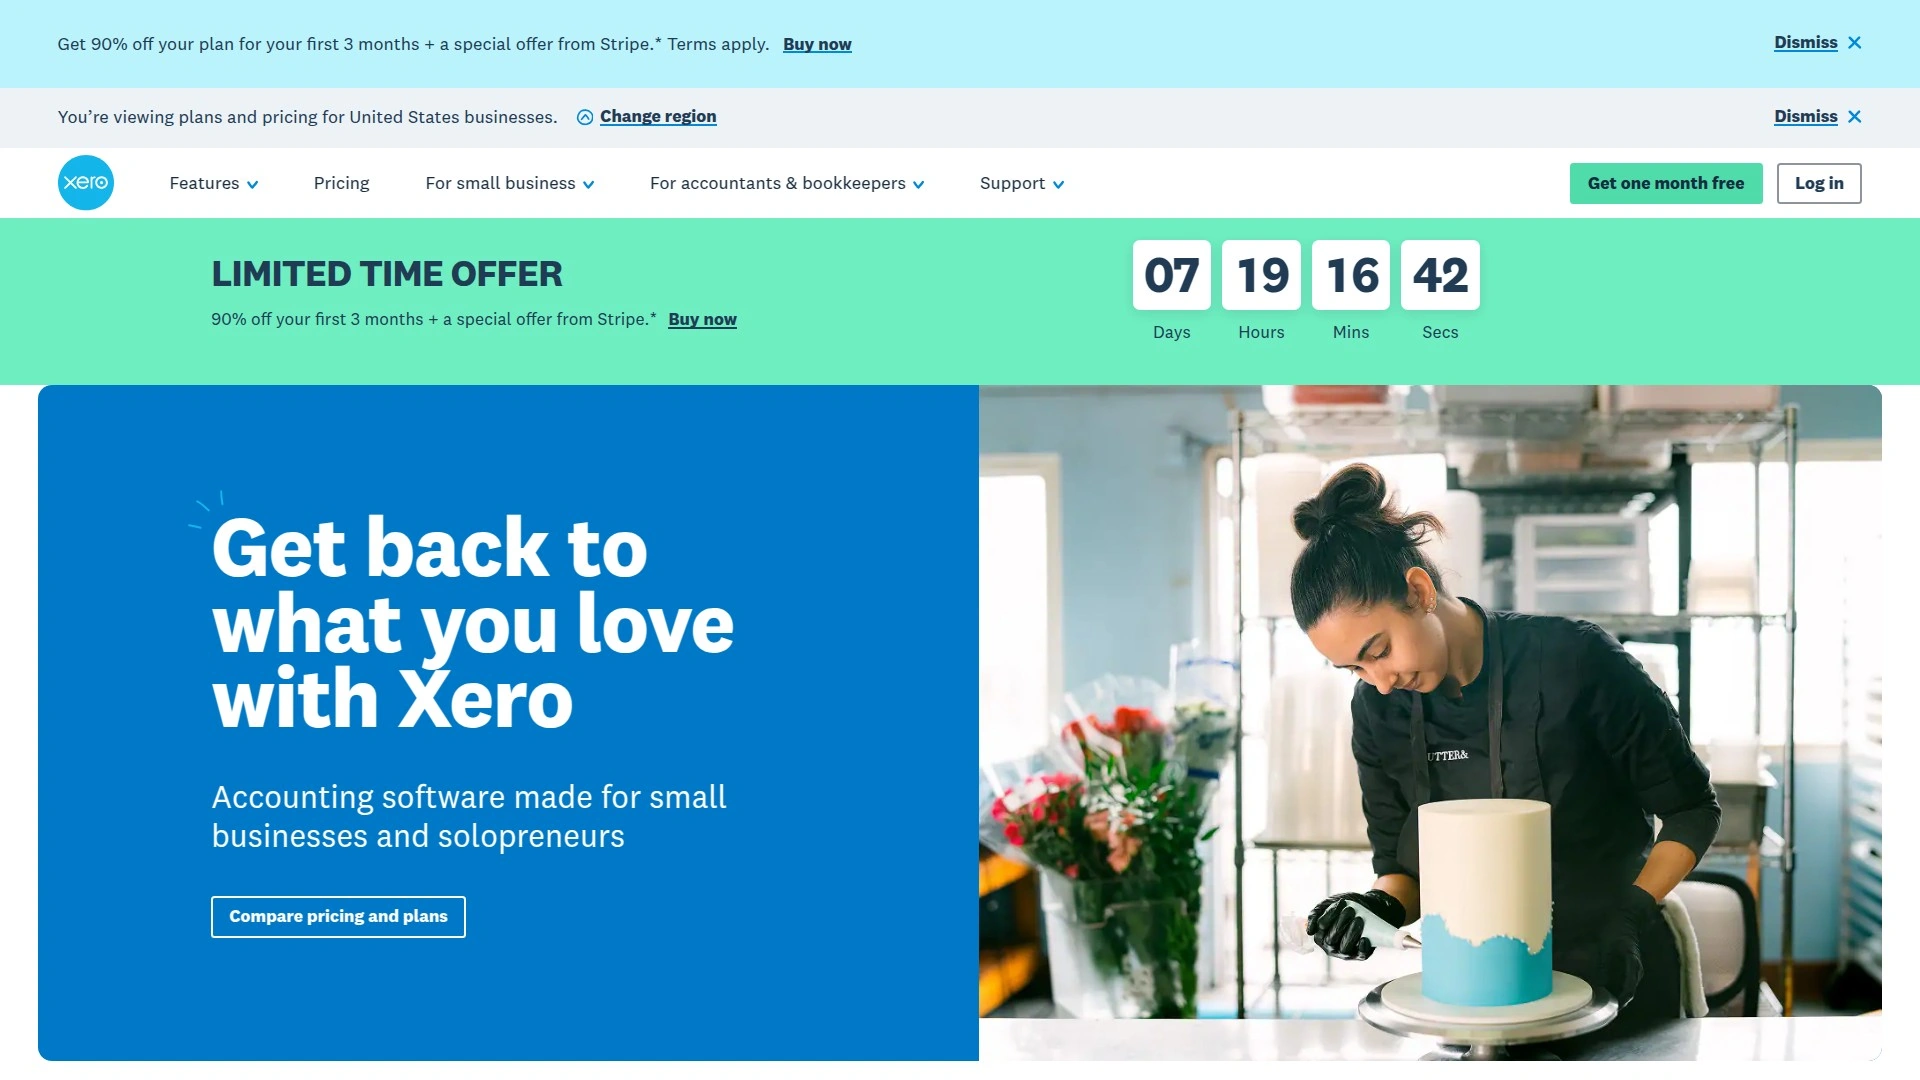 Get 90% off your plan for your first 3 months + a special offer from Stripe.* Terms apply. Buy now
Dismiss
You’re viewing plans and pricing for United States businesses. Change region
Dismiss
xero
Features
Pricing
For small business
For accountants & bookkeepers
Support
Get one month free
Log in
LIMITED TIME OFFER
90% off your first 3 months + a special offer from Stripe.* Buy now
07 19 16 42
Days Hours Mins Secs
Get back to
what you love
with Xero
Accounting software made for small
businesses and solopreneurs
Compare pricing and plans
UTTER&